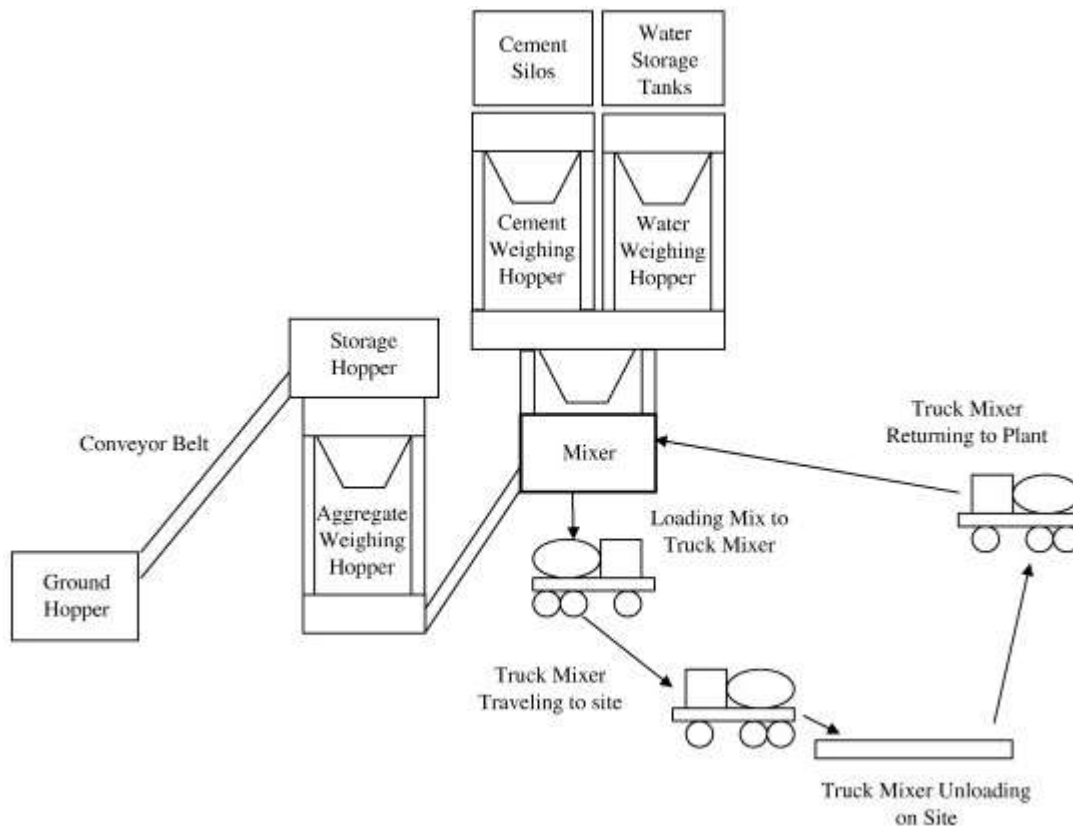 Cement
Silos
Water
Storage
Tanks
Cement
Weighing
Hopper
Water
Weighing
Hopper
Storage
Hopper
Conveyor Belt
Aggregate
Weighing
Hopper
Ground
Hopper
Mixer
Truck Mixer
Returning to Plant
Loading Mix to
Truck Mixer
Truck Mixer
Traveling to site
Truck Mixer Unloading
on Site